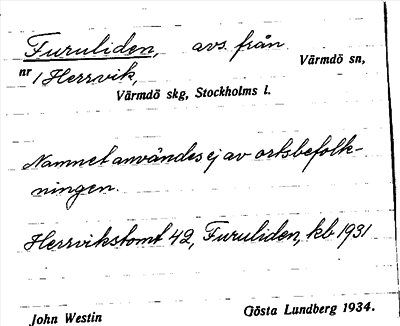 Furuliden, avs. från
nr 1 Herrvik, Värmdö sn,
Värmdö skg, Stockholms l.
Namnet användes ej av ortsbefolk-
ningen.
Herrvikstomt 42, Furuliden, kb 1931
John Westin Gösta Lundberg 1934.